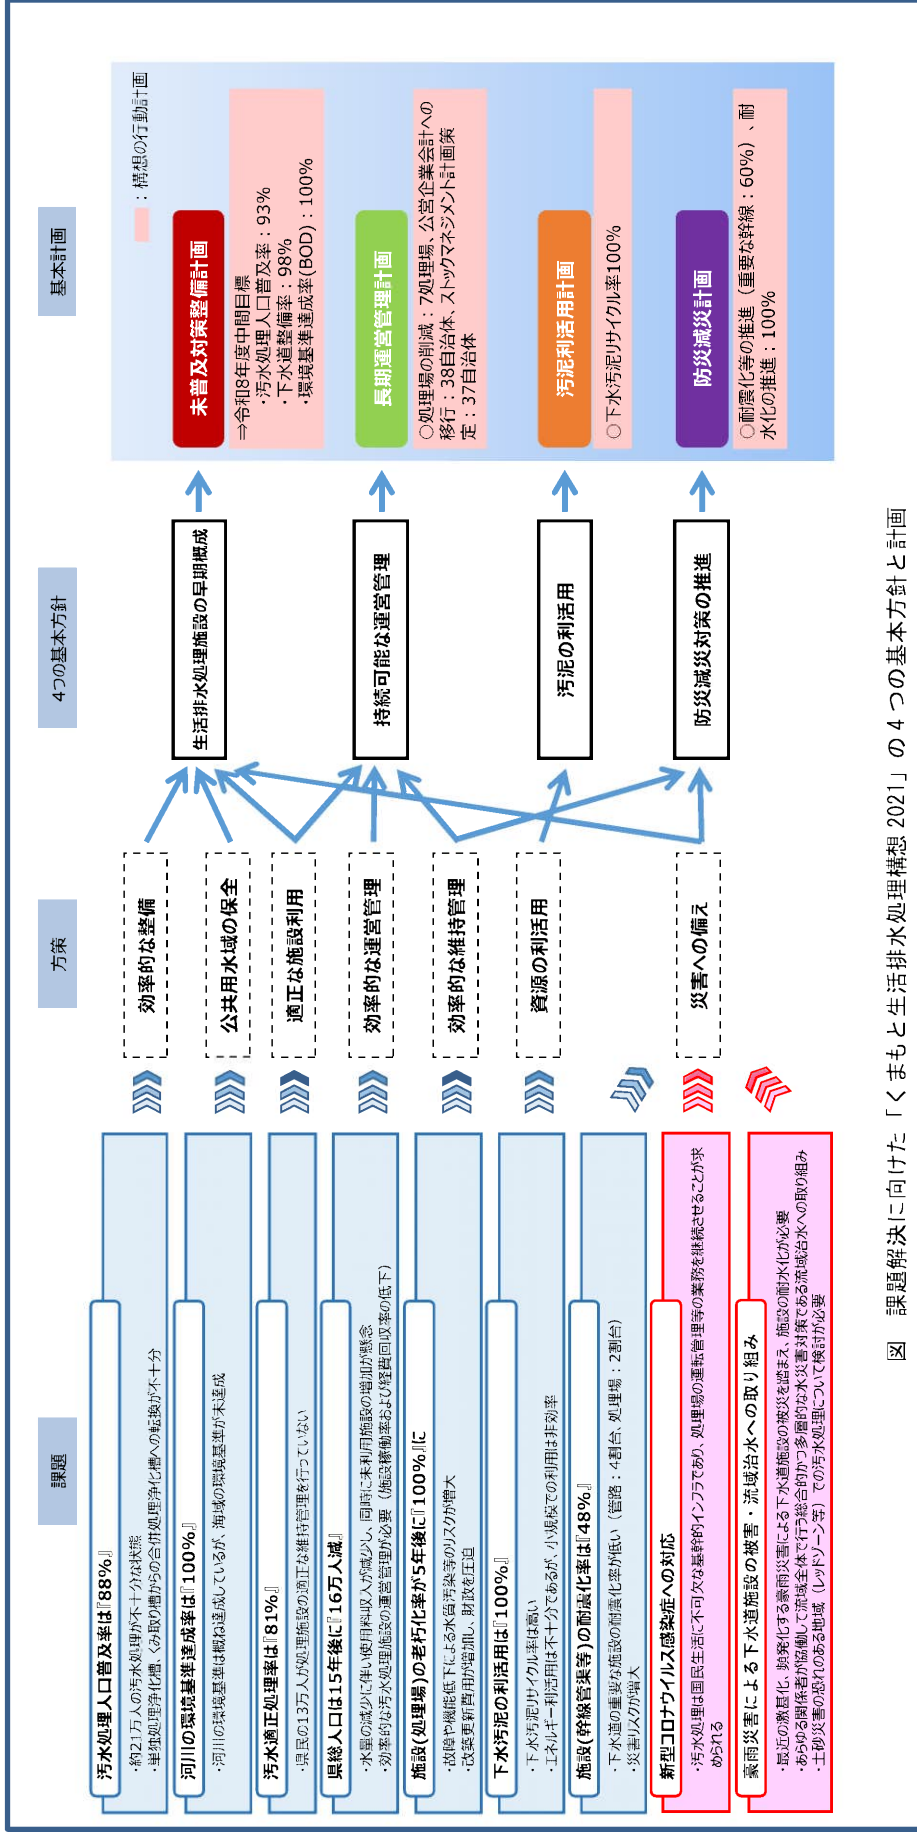 課題
方策
4つの基本方針
基本計画
汚水処理人口普及率は『88%』
・約21万人の汚水処理が不十分な状態
・単独処理浄化槽、くみ取り槽からの合併処理浄化槽への転換が不十分
河川の環境基準達成率は『100%』
・河川の環境基準は概ね達成しているが、海域の環境基準が未達成
汚水適正処理率は『81%』
・県民の13万人が処理施設の適正な維持管理を行っていない
県総人口は15年後に『16万人減』
・水量の減少に伴い使用料収入が減少し、同時に未利用施設の増加が懸念
・効率的な汚水処理施設の運営管理が必要（施設稼働率および経費回収率の低下）
施設(処理場)の老朽化率が5年後に『100%』に
・故障や機能低下による水質汚染等のリスクが増大
・改築更新費用が増加し、財政を圧迫
下水汚泥の利活用は『100%』
・下水汚泥リサイクル率は高い
・エネルギー利活用は不十分であるが、小規模での利用は非効率
施設(幹線管渠等)の耐震化率は『48%』
・下水道の重要な施設の耐震化率が低い（管路：4割台、処理場：2割台）
・災害リスクが増大
新型コロナウイルス感染症への対応
・汚水処理は国民生活に不可欠な基幹的インフラであり、処理場の運転管理等の業務を継続させることが求
められる
豪雨災害による下水道施設の被害・流域治水への取り組み
・最近の激甚化、頻発化する豪雨災害による下水道施設の被災を踏まえ、施設の耐水化が必要
・あらゆる関係者が協働して流域全体で行う総合的かつ多層的な水災害対策である流域治水への取り組み
・土砂災害の恐れのある地域（レッドゾーン等）での汚水処理について検討が必要
効率的な整備
公共用水域の保全
適正な施設利用
効率的な運営管理
効率的な維持管理
資源の利活用
災害への備え
生活排水処理施設の早期概成
持続可能な運営管理
汚泥の利活用
防災減災対策の推進
：構想の行動計画
未普及対策整備計画
⇒令和8年度中間目標
・汚水処理人口普及率：93%
・下水道整備率：98%
・環境基準達成率(BOD)：100%
長期運営管理計画
○処理場の削減：7処理場、公営企業会計への
移行：38自治体、ストックマネジメント計画策
定：37自治体
汚泥利活用計画
○下水汚泥リサイクル率100%
防災減災計画
○耐震化等の推進（重要な幹線：60%）、耐
水化の推進：100%
図　課題解決に向けた「くまもと生活排水処理構想2021」の4つの基本方針と計画